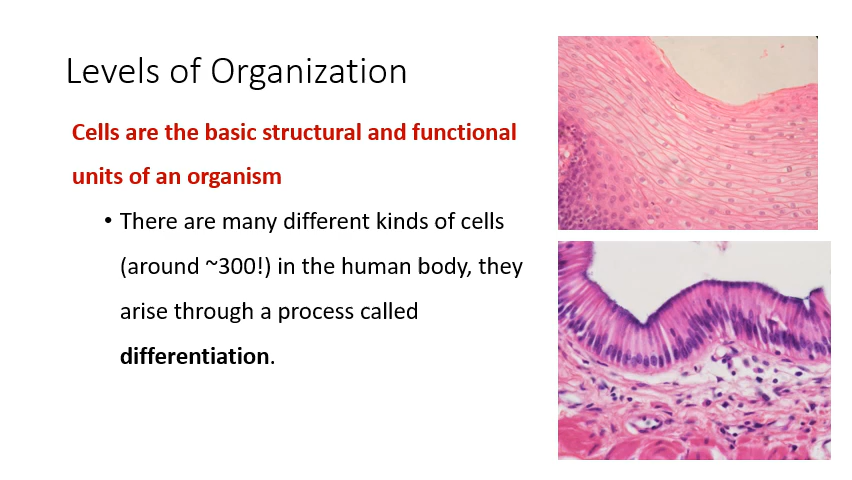 Levels of Organization
Cells are the basic structural and functional
units of an organism
• There are many different kinds of cells
(around ~300!) in the human body, they
arise through a process called
differentiation.